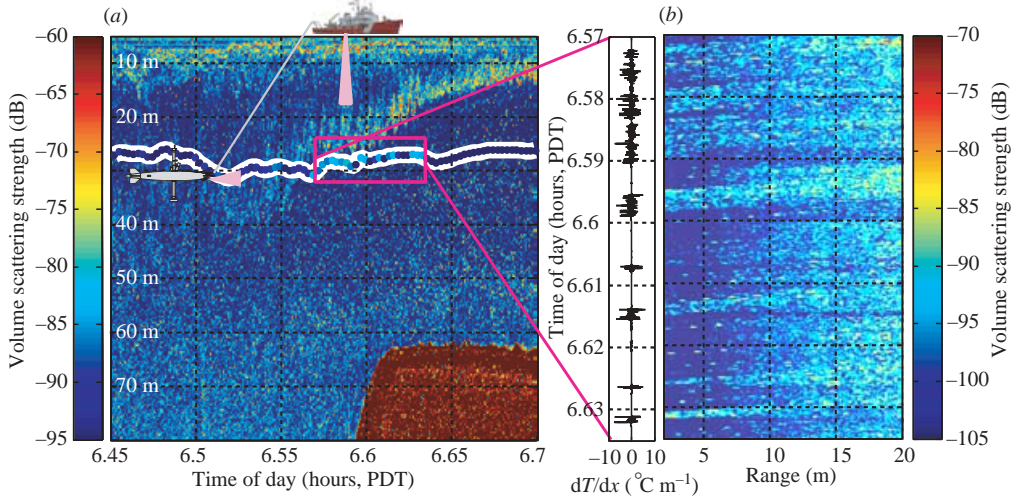 (a)
(b)
Volume scattering strength (dB)
–60
–65
–70
–75
–80
–85
–90
–95
10 m
20 m
40 m
50 m
60 m
70 m
6.45
6.5
6.55
6.6
6.65
6.7
Time of day (hours, PDT)
Time of day (hours, PDT)
6.57
6.58
6.59
6.6
6.61
6.62
6.63
–10
0
10
dT/dx (°C m⁻¹)
5
10
15
20
Range (m)
–70
–75
–80
–85
–90
–95
–100
–105
Volume scattering strength (dB)